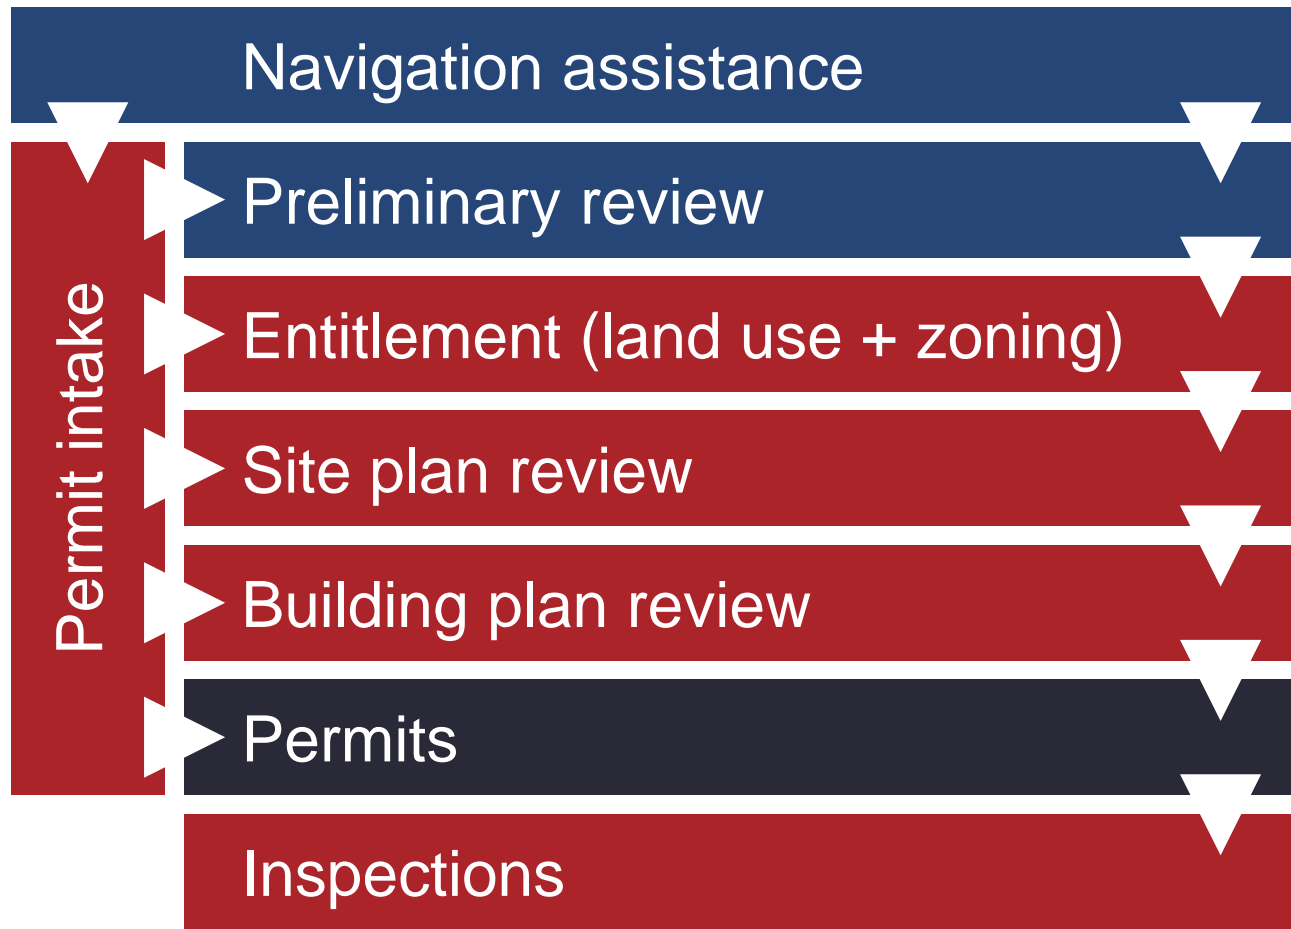 Navigation assistance
Permit intake
Preliminary review
Entitlement (land use + zoning)
Site plan review
Building plan review
Permits
Inspections